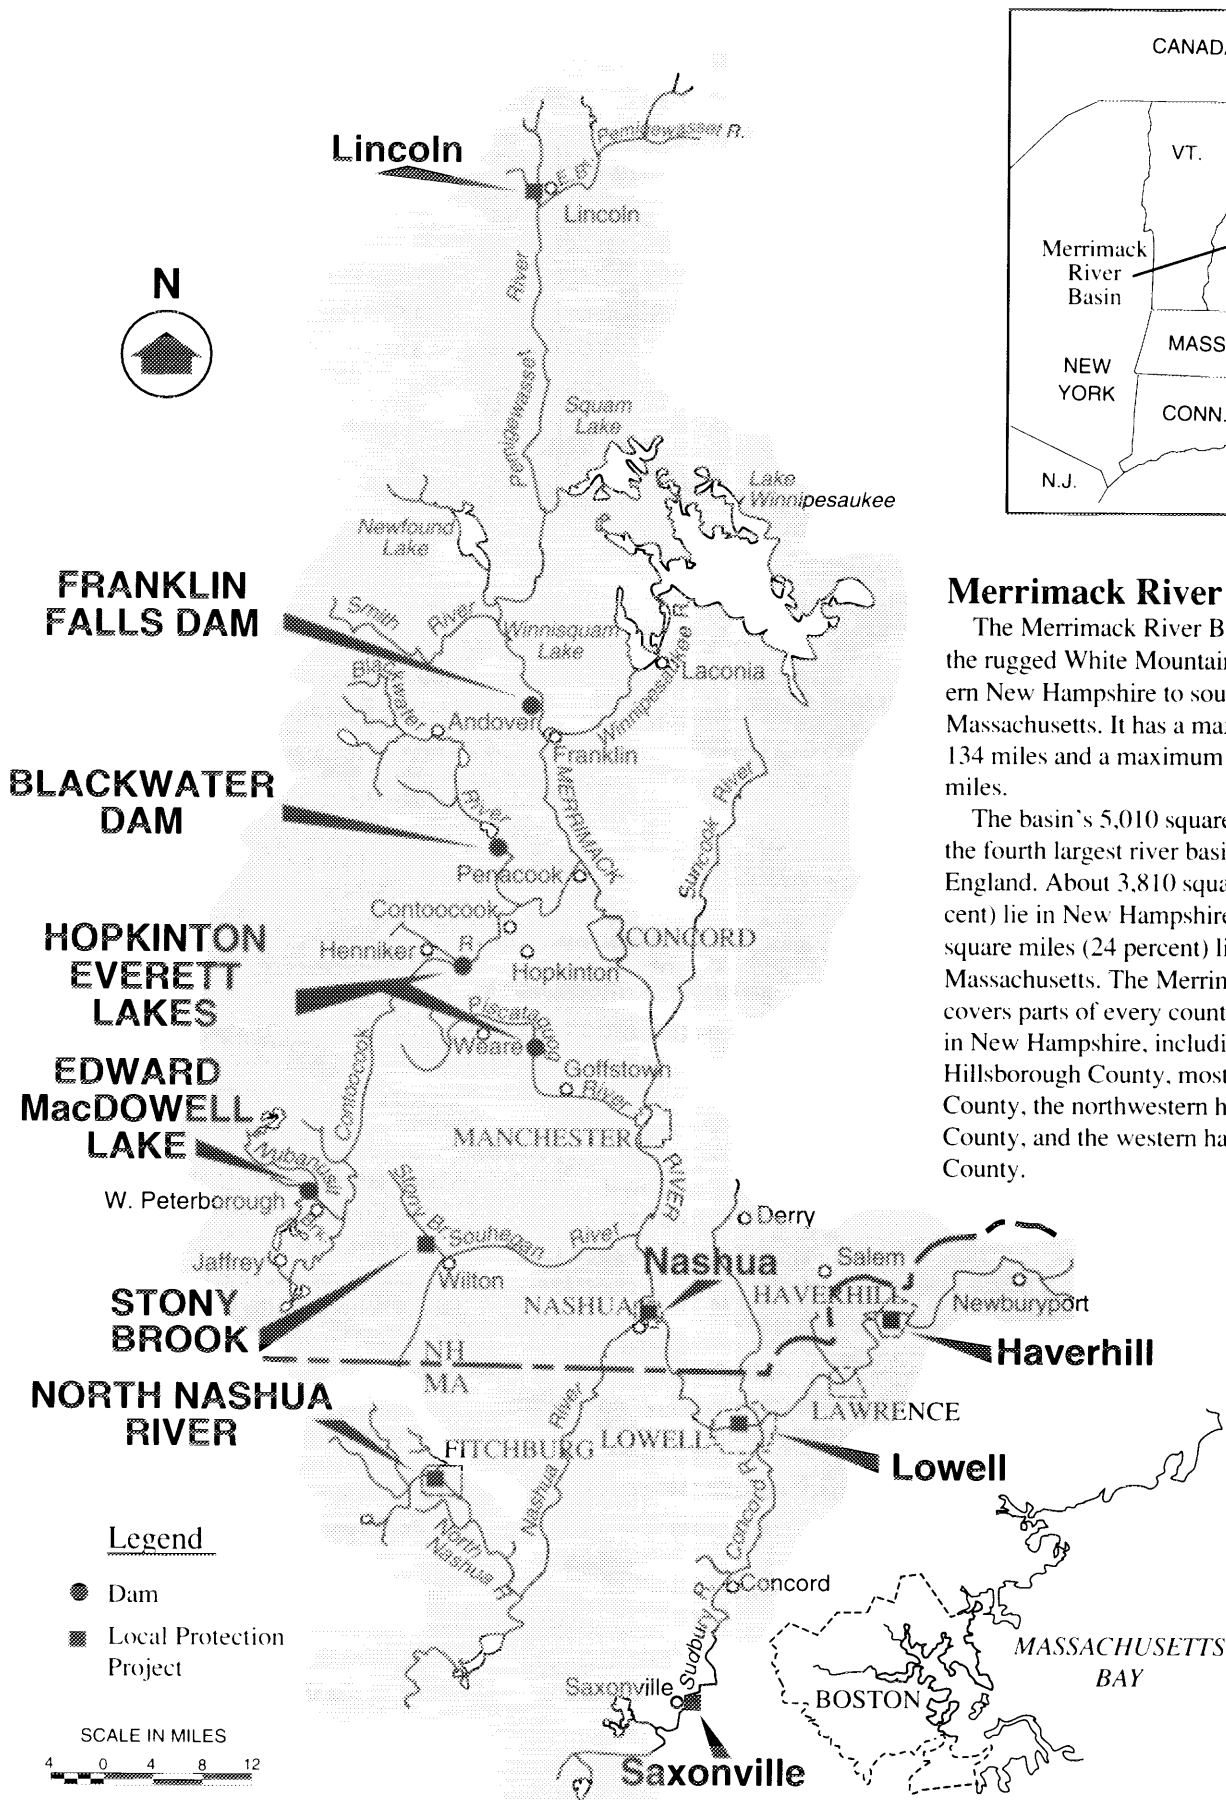 CANADA
VT.
Merrimack
River
Basin
MASS
NEW
YORK
CONN.
N.J.
Lincoln
Pemigewasset R.
E. Br.
Lincoln
N
Pemigewasset River
Squam
Lake
Lake
Winnipesaukee
Newfound
Lake
FRANKLIN
FALLS DAM
Smith River
Winnisquam
Lake
Winnipesaukee R.
Laconia
Blackwater River
Andover
Franklin
BLACKWATER
DAM
MERRIMACK
Suncook River
Penacook
Contoocook
HOPKINTON
EVERETT
LAKES
Henniker
R
Hopkinton
CONCORD
Piscataquog
Weare
Goffstown
River
Contoocook
EDWARD
MacDOWELL
LAKE
MANCHESTER
RIVER
Nubanusit
Brk.
W. Peterborough
Jaffrey
Stony Br.
Souhegan River
Wilton
Derry
Salem
Nashua
NASHUA
HAVERHILL
Newburyport
STONY
BROOK
Haverhill
NH
MA
NORTH NASHUA
RIVER
LAWRENCE
FITCHBURG
LOWELL
Lowell
Nashua River
North
Nashua R.
Concord R.
Concord
Sudbury R.
Saxonville
Saxonville
BOSTON
MASSACHUSETTS
BAY
Legend
Dam
Local Protection
Project
SCALE IN MILES
4 0 4 8 12
Merrimack River
The Merrimack River B
the rugged White Mountain
ern New Hampshire to sou
Massachusetts. It has a ma
134 miles and a maximum
miles.
The basin's 5,010 square
the fourth largest river basi
England. About 3,810 squa
cent) lie in New Hampshire
square miles (24 percent) li
Massachusetts. The Merrim
covers parts of every count
in New Hampshire, includi
Hillsborough County, most
County, the northwestern h
County, and the western ha
County.